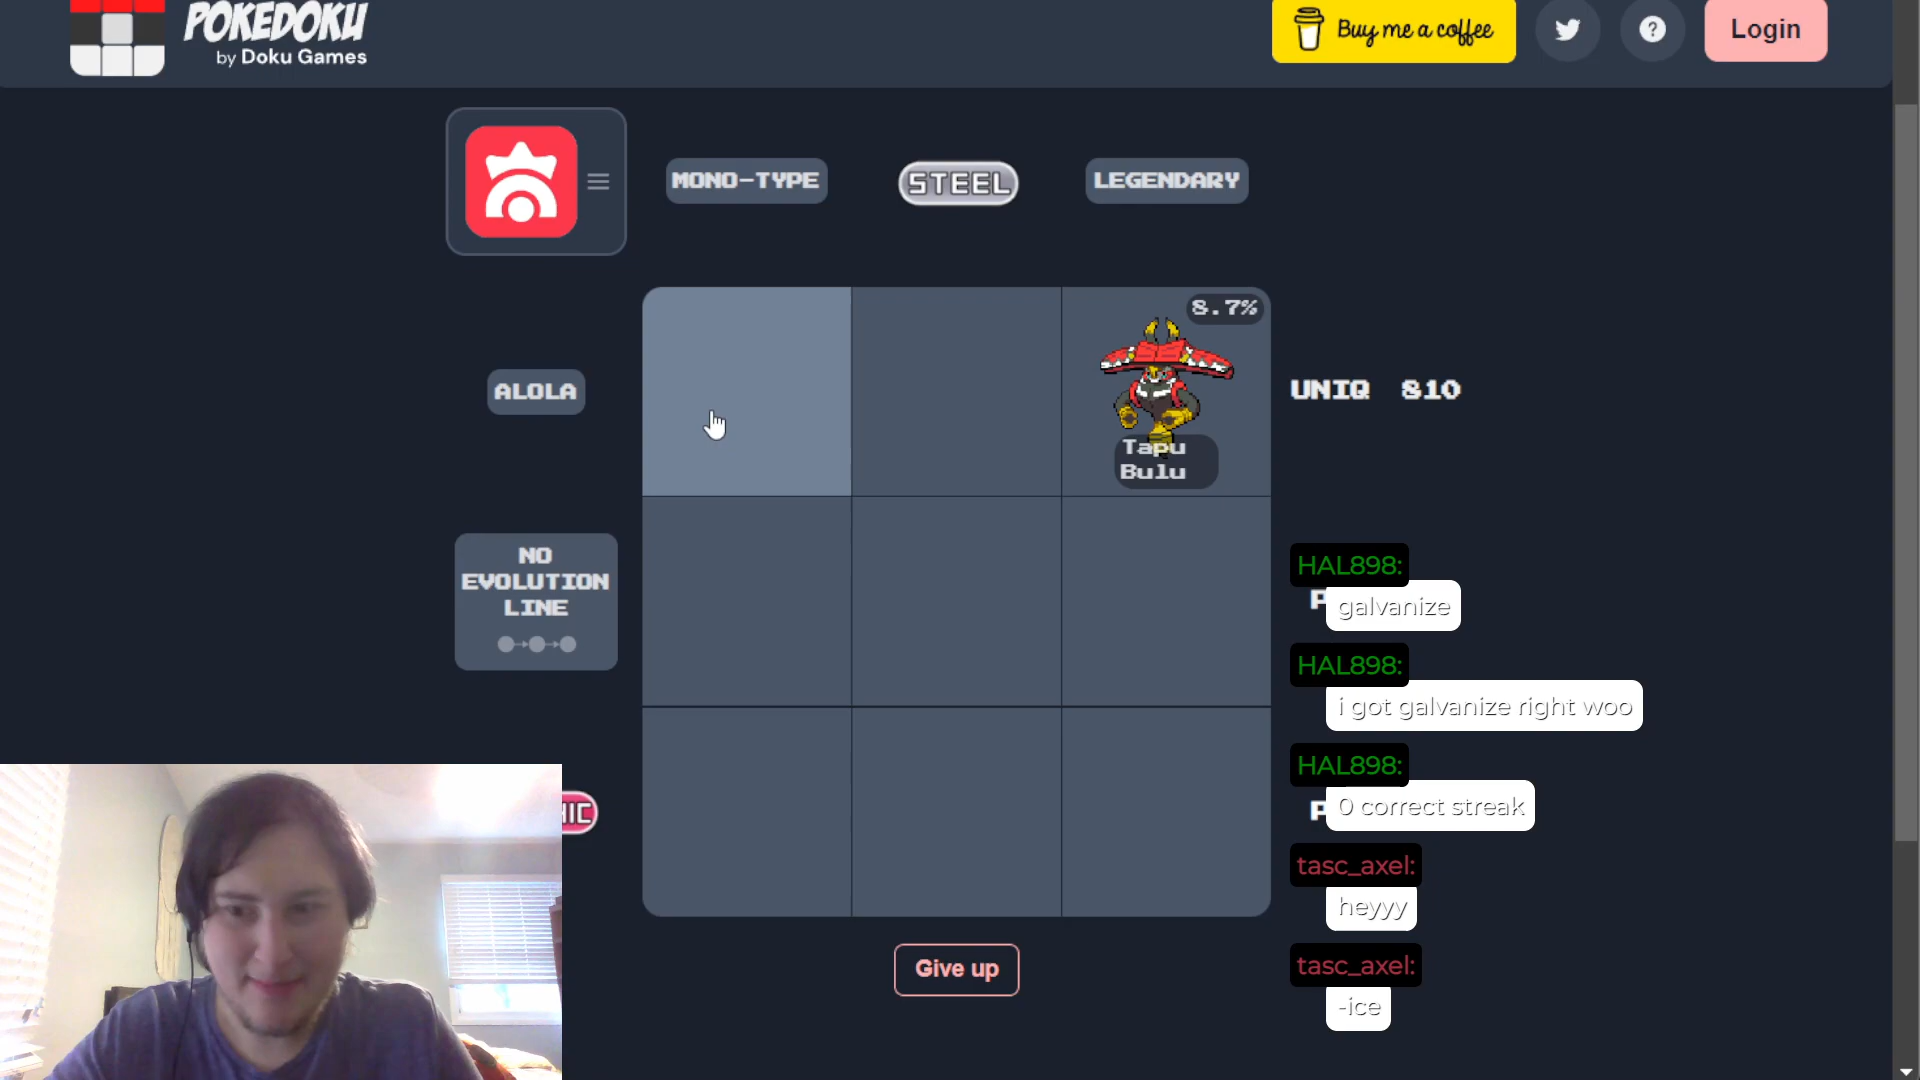 POKEDOKU
by Doku Games
Buy me a coffee
?
Login
MONO-TYPE
STEEL
LEGENDARY
ALOLA
8.7%
Tapu
Bulu
UNIQ 810
NO
EVOLUTION
LINE
HAL898:
galvanize
HAL898:
i got galvanize right woo
HAL898:
0 correct streak
tasc_axel:
heyyy
tasc_axel:
-ice
Give up